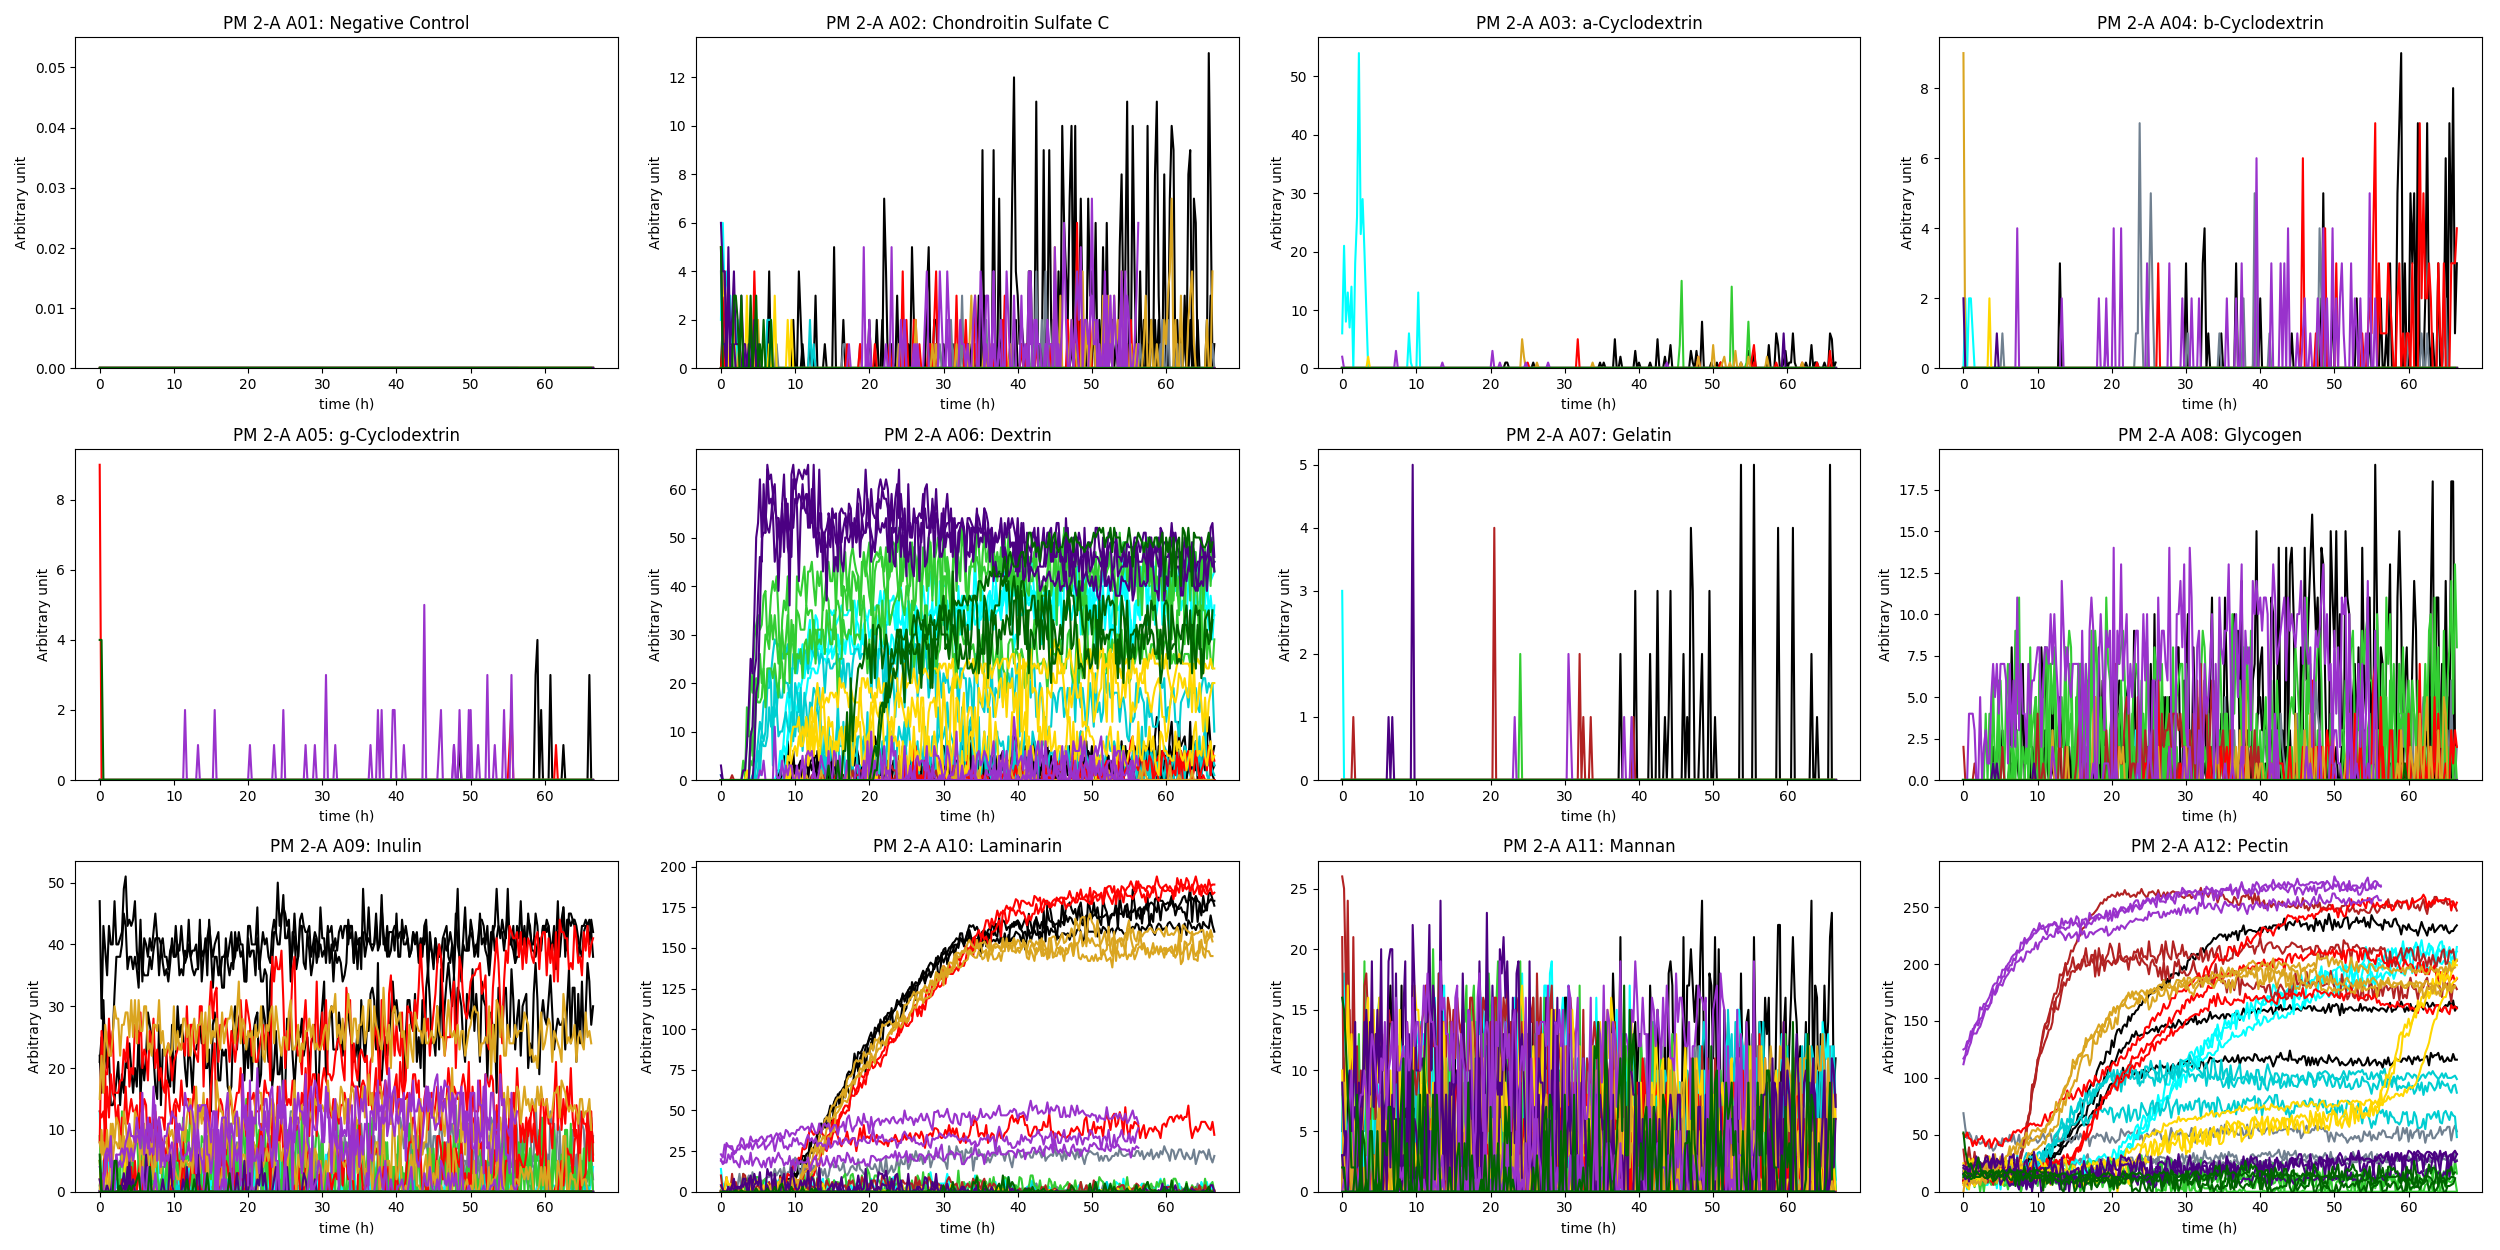 PM 2-A A01: Negative Control
0.05
0.04
0.03
0.02
0.01
0.00
Arbitrary unit
0 10 20 30 40 50 60
time (h)
PM 2-A A02: Chondroitin Sulfate C
12
10
8
6
4
2
0
Arbitrary unit
0 10 20 30 40 50 60
time (h)
PM 2-A A03: a-Cyclodextrin
50
40
30
20
10
0
Arbitrary unit
0 10 20 30 40 50 60
time (h)
PM 2-A A04: b-Cyclodextrin
8
6
4
2
0
Arbitrary unit
0 10 20 30 40 50 60
time (h)
PM 2-A A05: g-Cyclodextrin
8
6
4
2
0
Arbitrary unit
0 10 20 30 40 50 60
time (h)
PM 2-A A06: Dextrin
60
50
40
30
20
10
0
Arbitrary unit
0 10 20 30 40 50 60
time (h)
PM 2-A A07: Gelatin
5
4
3
2
1
0
Arbitrary unit
0 10 20 30 40 50 60
time (h)
PM 2-A A08: Glycogen
17.5
15.0
12.5
10.0
7.5
5.0
2.5
0.0
Arbitrary unit
0 10 20 30 40 50 60
time (h)
PM 2-A A09: Inulin
50
40
30
20
10
0
Arbitrary unit
0 10 20 30 40 50 60
time (h)
PM 2-A A10: Laminarin
200
175
150
125
100
75
50
25
0
Arbitrary unit
0 10 20 30 40 50 60
time (h)
PM 2-A A11: Mannan
25
20
15
10
5
0
Arbitrary unit
0 10 20 30 40 50 60
time (h)
PM 2-A A12: Pectin
250
200
150
100
50
0
Arbitrary unit
0 10 20 30 40 50 60
time (h)